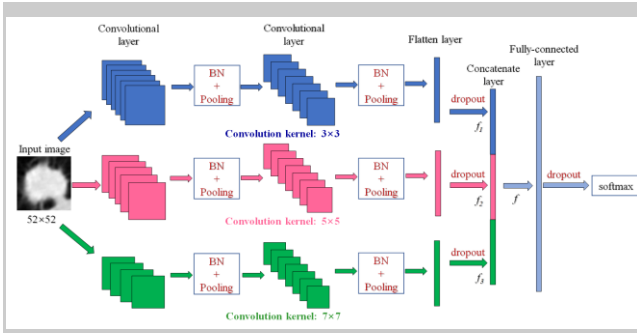 Convolutional
layer
Convolutional
layer
Flatten layer
Fully-connected
layer
Concatenate
layer
BN
+
Pooling
BN
+
Pooling
dropout
f1
Convolution kernel: 3×3
Input image
52×52
BN
+
Pooling
BN
+
Pooling
dropout
f2
f
dropout
softmax
Convolution kernel: 5×5
BN
+
Pooling
BN
+
Pooling
dropout
f3
Convolution kernel: 7×7